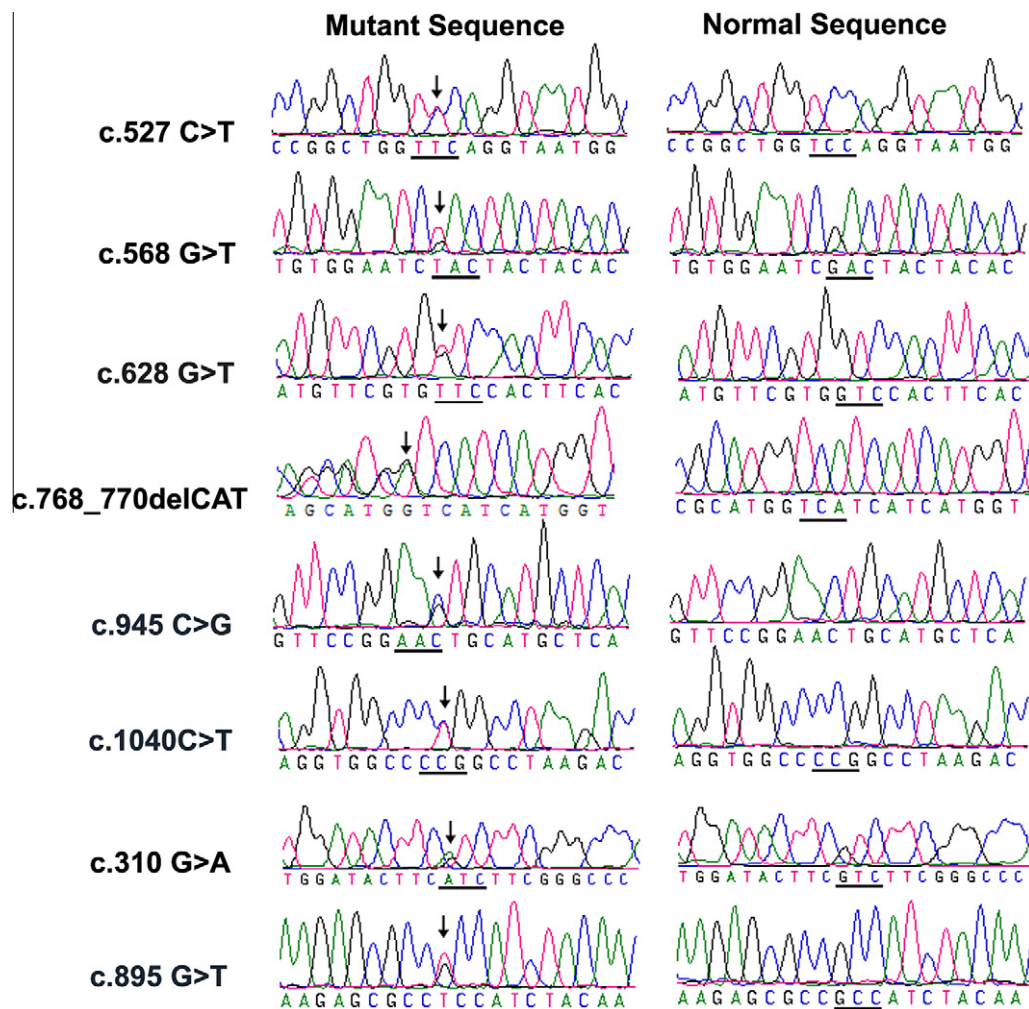 Mutant Sequence Normal Sequence
c.527 C>T
CCGGCTGGTTCAGGTAATGG CCGGCTGGTCCAGGTAATGG
c.568 G>T
TGTGGAATCTACTACTACAC TGTGGAATCGACTACTACAC
c.628 G>T
ATGTTCGTGTTCCACTTCAC ATGTTCGTGGTCCACTTCAC
c.768_770delCAT
AGCATGGTCATCATGGT CGCATGGTCATCATCATGGT
c.945 C>G
GTTCCGGAACTGCATGCTCA GTTCCGGAACTGCATGCTCA
c.1040C>T
AGGTGGCCCCCGGCCTAAGAC AGGTGGCCCCGGCCTAAGAC
c.310 G>A
TGGATACTTCATCTTCGGGCCC TGGATACTTCGTCTTCGGGCCC
c.895 G>T
AAGAGCGCCTCCATCTACAA AAGAGCGCCGCCATCTACAA